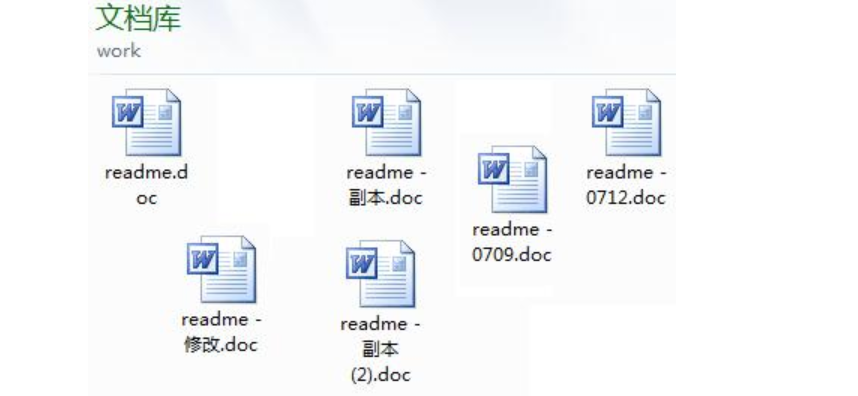 文档库
work
readme.d
oc
readme -
副本.doc
readme -
0709.doc
readme -
0712.doc
readme -
修改.doc
readme -
副本
(2).doc